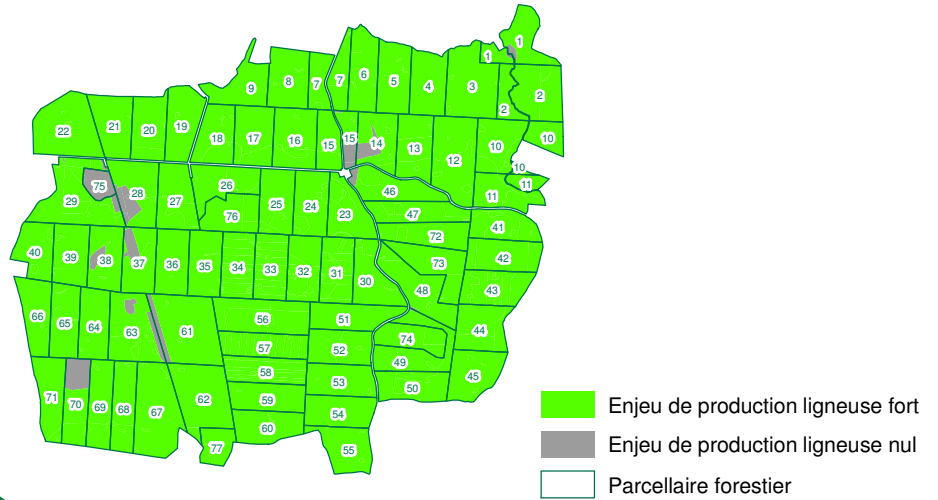 1
1
9 8 7 7 6 5 4 3 2 2
22 21 20 19 18 17 16 15 15 14 13 12 10 10
10
11
11
29 75 28 27 26 76 25 24 23 46 47
40 39 38 37 36 35 34 33 32 31 30 72 73 48 41 42 43
66 65 64 63 61 56 57 58 59 60 51 52 53 54 55 74 49 50 44 45
71 70 69 68 67 62 77
Enjeu de production ligneuse fort
Enjeu de production ligneuse nul
Parcellaire forestier